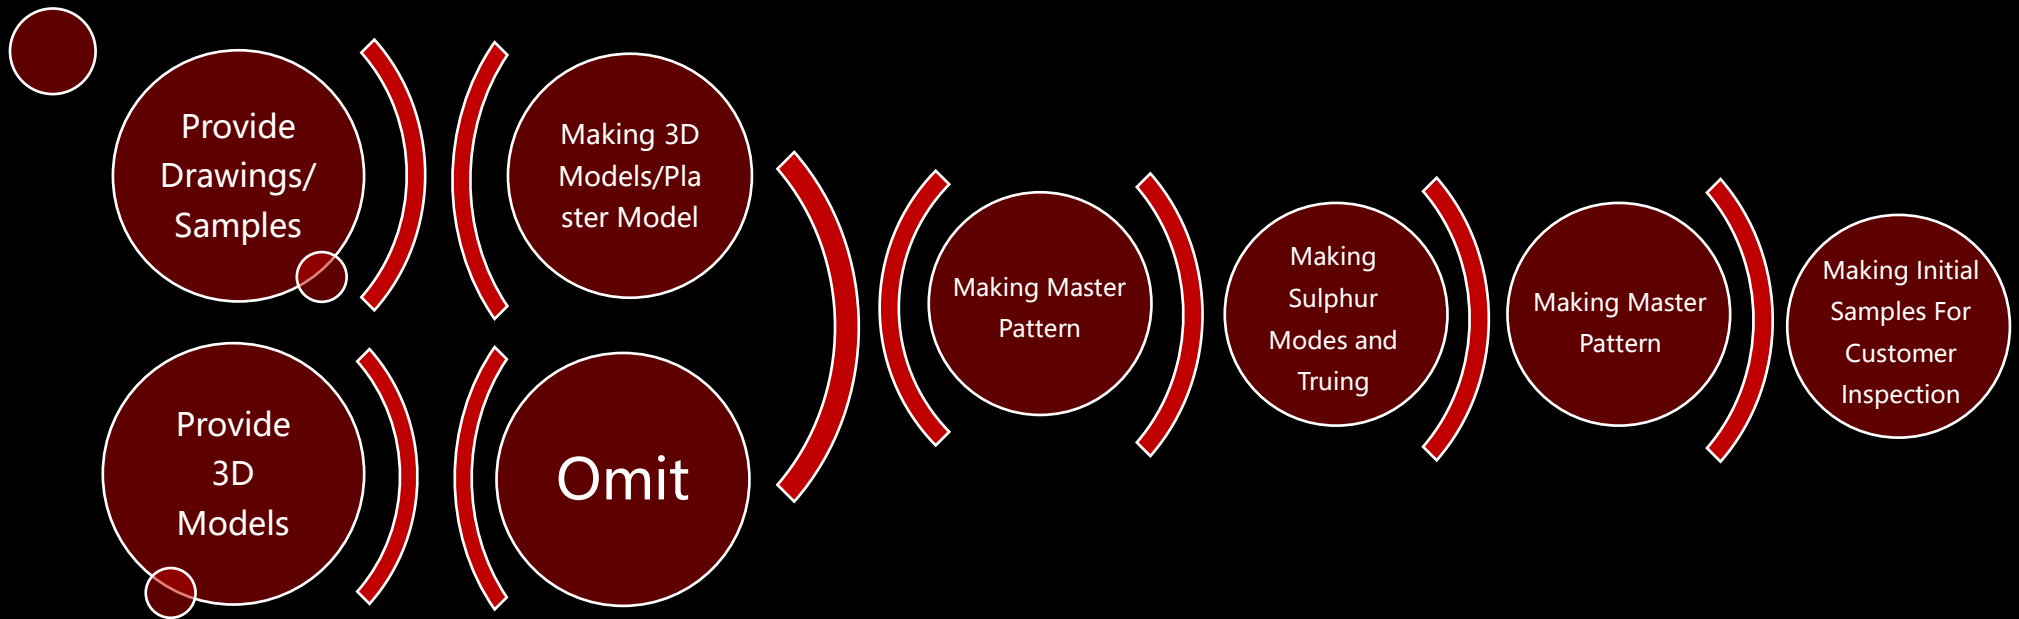 Provide
Drawings/
Samples
Making 3D
Models/Pla
ster Model
Provide
3D
Models
Omit
Making Master
Pattern
Making
Sulphur
Modes and
Truing
Making Master
Pattern
Making Initial
Samples For
Customer
Inspection